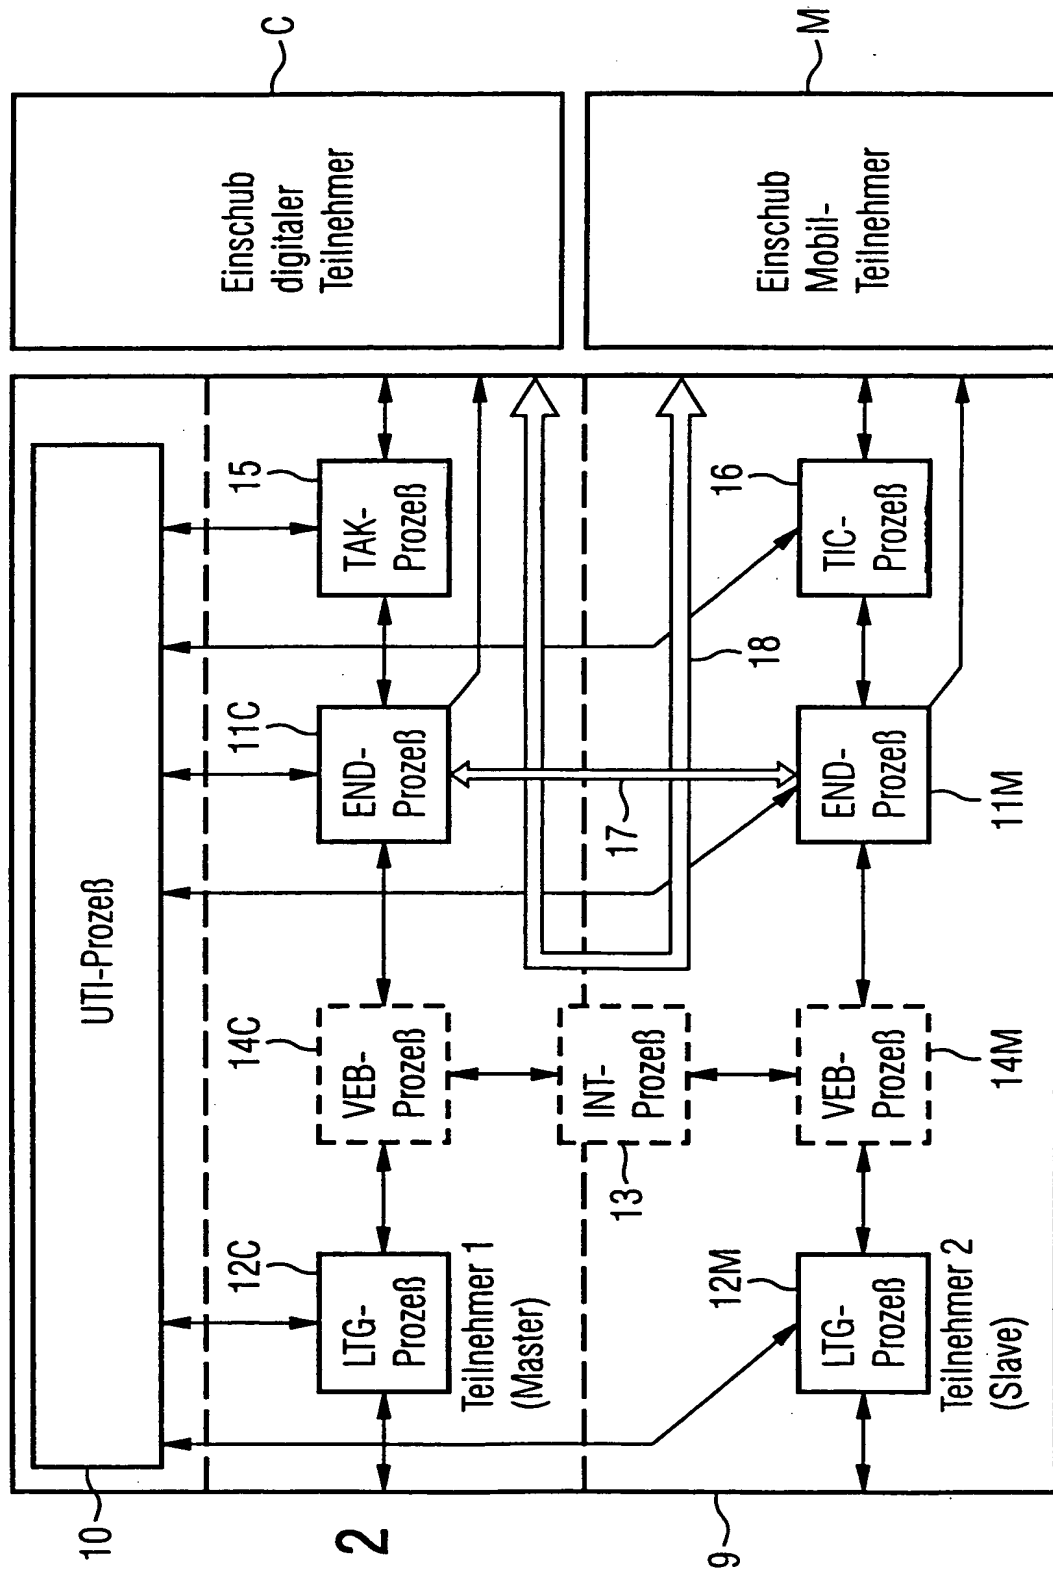 10
UTI-Prozeß
2
12C
LTG-
Prozeß
Teilnehmer 1
(Master)
14C
VEB-
Prozeß
11C
END-
Prozeß
15
TAK-
Prozeß
Einschub
digitaler
Teilnehmer
C
13
INT-
Prozeß
17
18
9
12M
LTG-
Prozeß
Teilnehmer 2
(Slave)
VEB-
Prozeß
14M
END-
Prozeß
11M
16
TIC-
Prozeß
Einschub
Mobil-
Teilnehmer
M